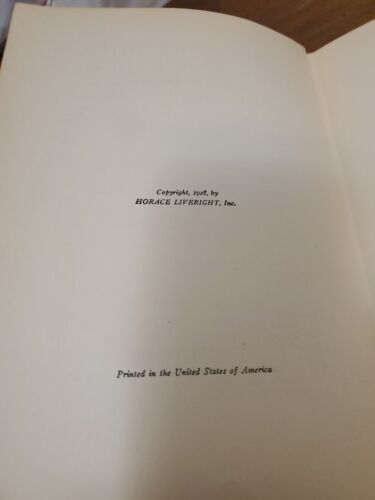 Copyright, 1928, by
HORACE LIVERIGHT, Inc.
Printed in the United States of America